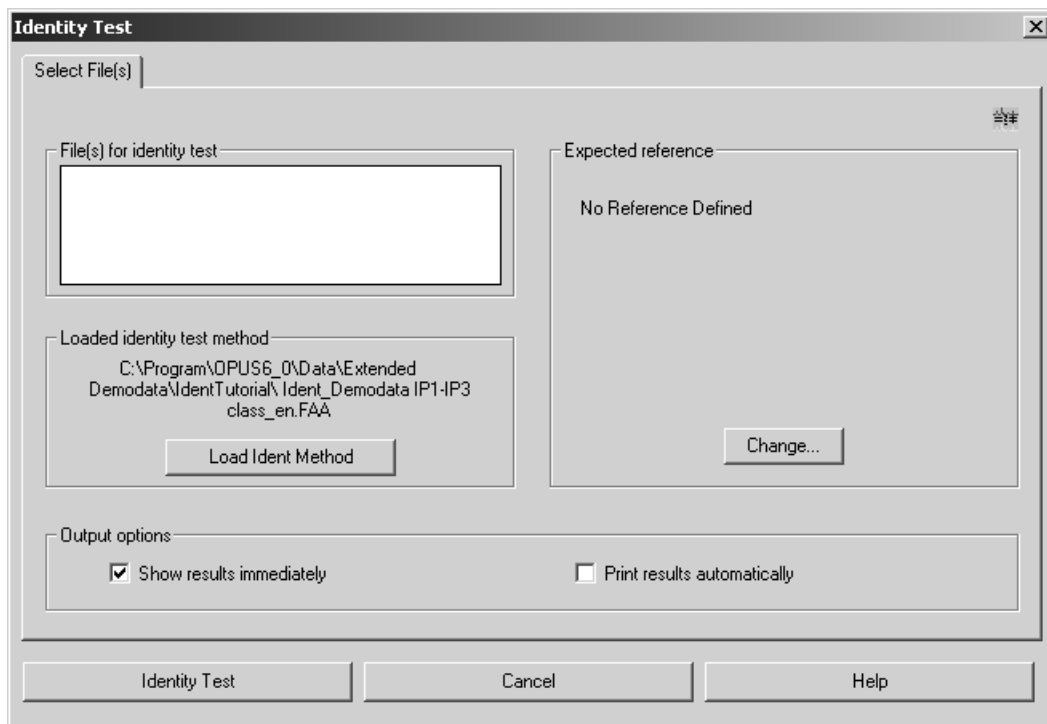 Identity Test
Select File(s)
File(s) for identity test
Expected reference
No Reference Defined
Loaded identity test method
C:\Program\OPUS6_0\Data\Extended
Demodata\IdentTutorial\ Ident_Demodata IP1-IP3
class_en.FAA
Load Ident Method
Change...
Output options
Show results immediately
Print results automatically
Identity Test
Cancel
Help